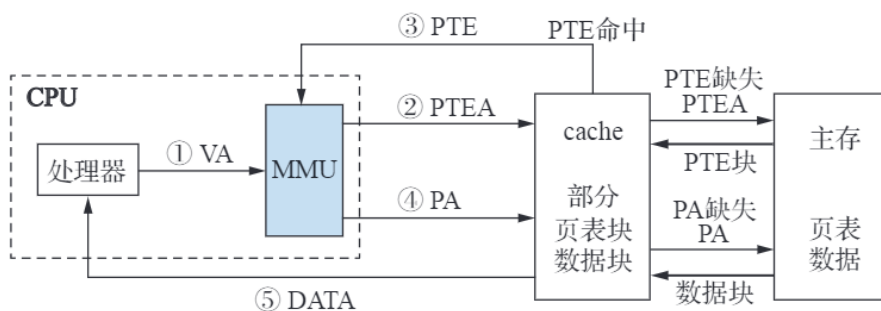 ③ PTE
PTE命中
PTE缺失
PTEA
CPU
② PTEA
① VA
处理器
MMU
cache
主存
PTE块
④ PA
部分
页表块
数据块
PA缺失
PA
页表
数据
数据块
⑤ DATA